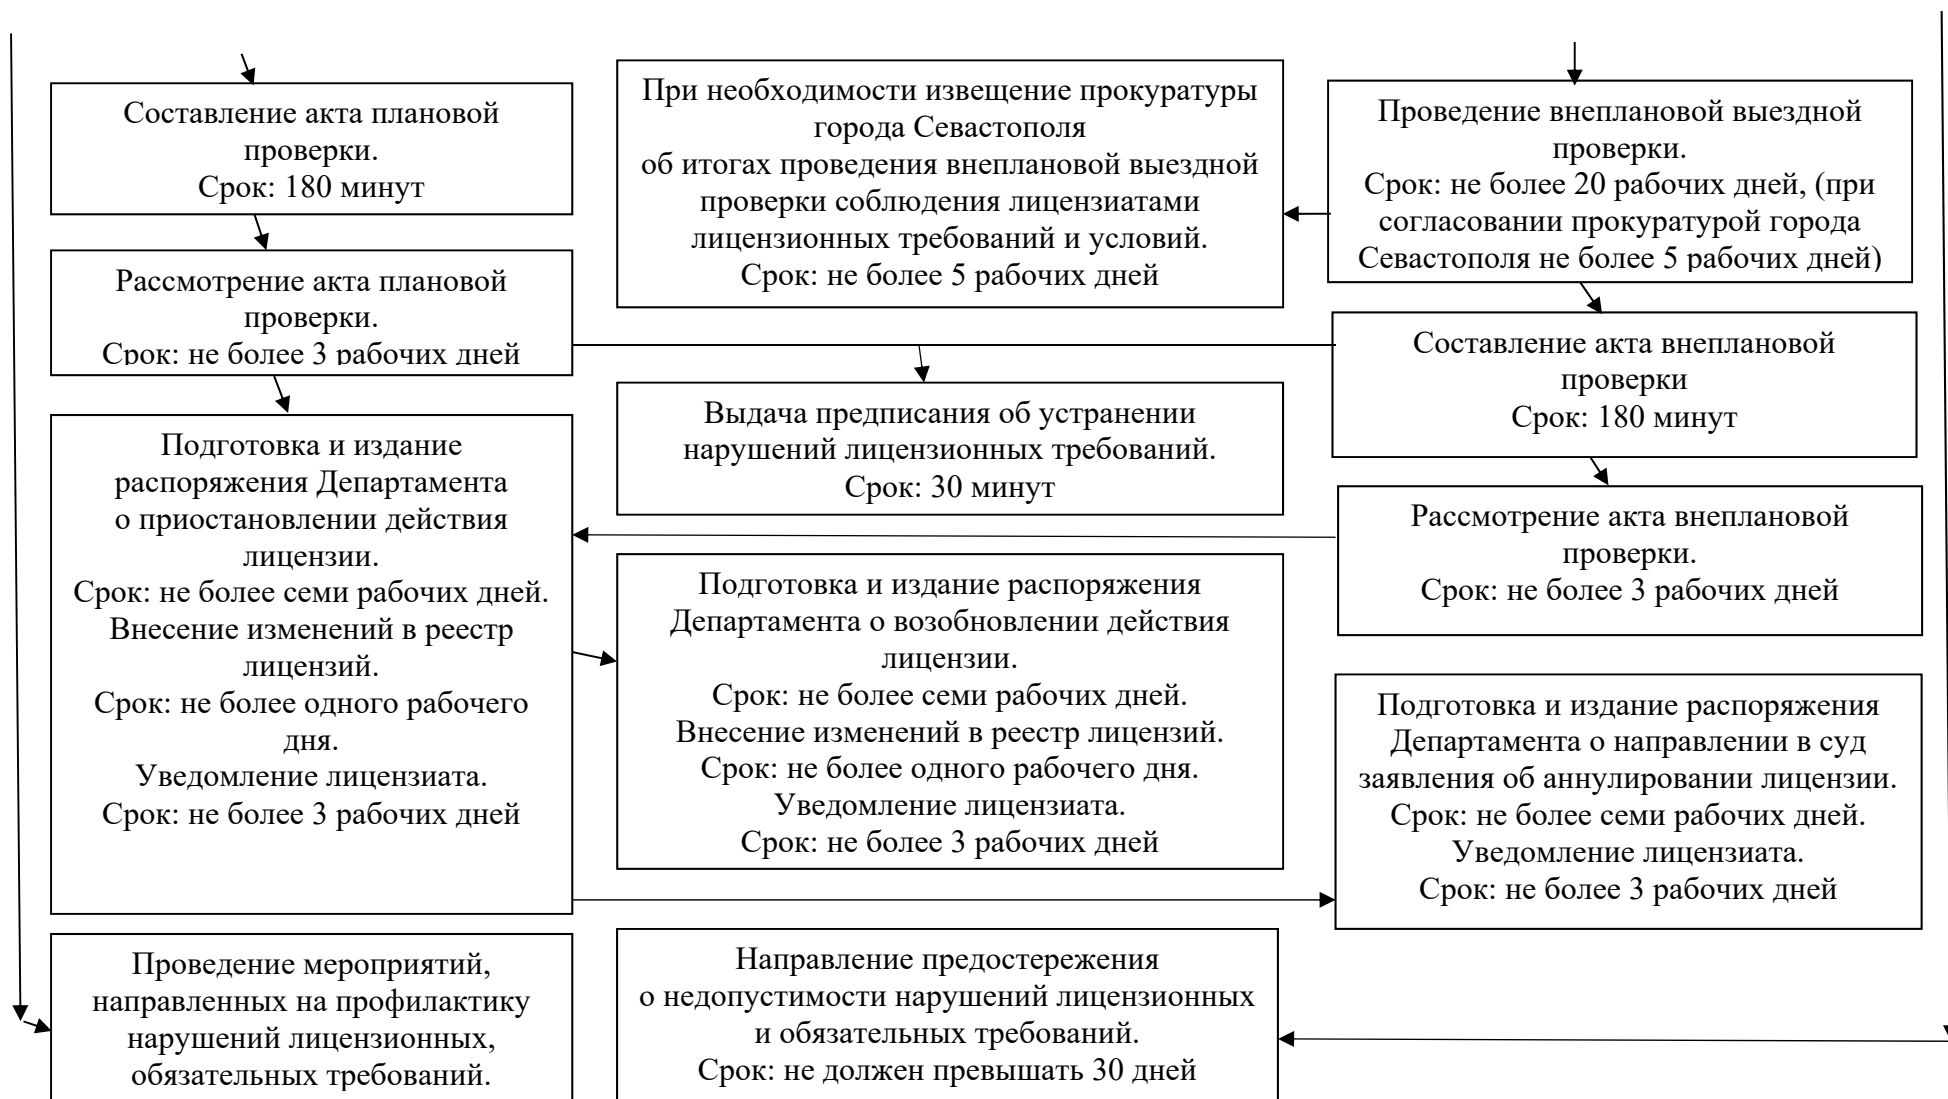 Составление акта плановой
проверки.
Срок: 180 минут
При необходимости извещение прокуратуры
города Севастополя
об итогах проведения внеплановой выездной
проверки соблюдения лицензиатами
лицензионных требований и условий.
Срок: не более 5 рабочих дней
Проведение внеплановой выездной
проверки.
Срок: не более 20 рабочих дней, (при
согласовании прокуратурой города
Севастополя не более 5 рабочих дней)
Рассмотрение акта плановой
проверки.
Срок: не более 3 рабочих дней
Составление акта внеплановой
проверки
Срок: 180 минут
Выдача предписания об устранении
нарушений лицензионных требований.
Срок: 30 минут
Подготовка и издание
распоряжения Департамента
о приостановлении действия
лицензии.
Срок: не более семи рабочих дней.
Внесение изменений в реестр
лицензий.
Срок: не более одного рабочего
дня.
Уведомление лицензиата.
Срок: не более 3 рабочих дней
Рассмотрение акта внеплановой
проверки.
Срок: не более 3 рабочих дней
Подготовка и издание распоряжения
Департамента о возобновлении действия
лицензии.
Срок: не более семи рабочих дней.
Внесение изменений в реестр лицензий.
Срок: не более одного рабочего дня.
Уведомление лицензиата.
Срок: не более 3 рабочих дней
Подготовка и издание распоряжения
Департамента о направлении в суд
заявления об аннулировании лицензии.
Срок: не более семи рабочих дней.
Уведомление лицензиата.
Срок: не более 3 рабочих дней
Проведение мероприятий,
направленных на профилактику
нарушений лицензионных,
обязательных требований.
Направление предостережения
о недопустимости нарушений лицензионных
и обязательных требований.
Срок: не должен превышать 30 дней